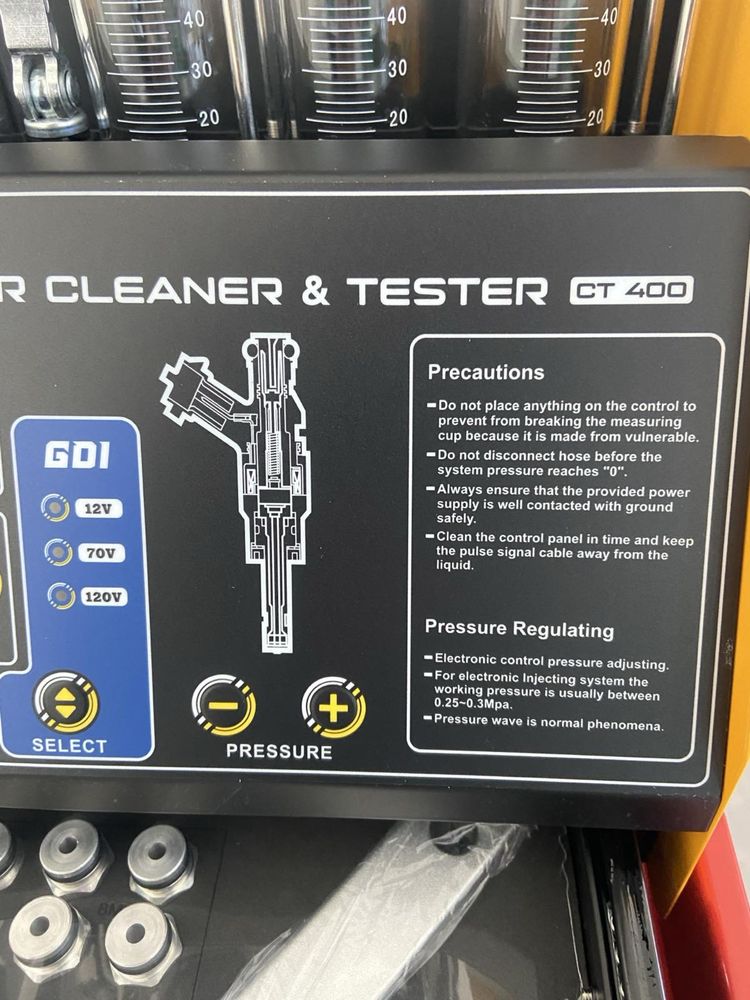 40
40
40
30
30
30
20
20
20
R CLEANER & TESTER CT 400
Precautions
Do not place anything on the control to
prevent from breaking the measuring
cup because it is made from vulnerable.
Do not disconnect hose before the
system pressure reaches "0".
Always ensure that the provided power
supply is well contacted with ground
safely.
Clean the control panel in time and keep
the pulse signal cable away from the
liquid.
Pressure Regulating
Electronic control pressure adjusting.
For electronic Injecting system the
working pressure is usually between
0.25~0.3Mpa.
Pressure wave is normal phenomena.
GDI
12V
70V
120V
SELECT
PRESSURE